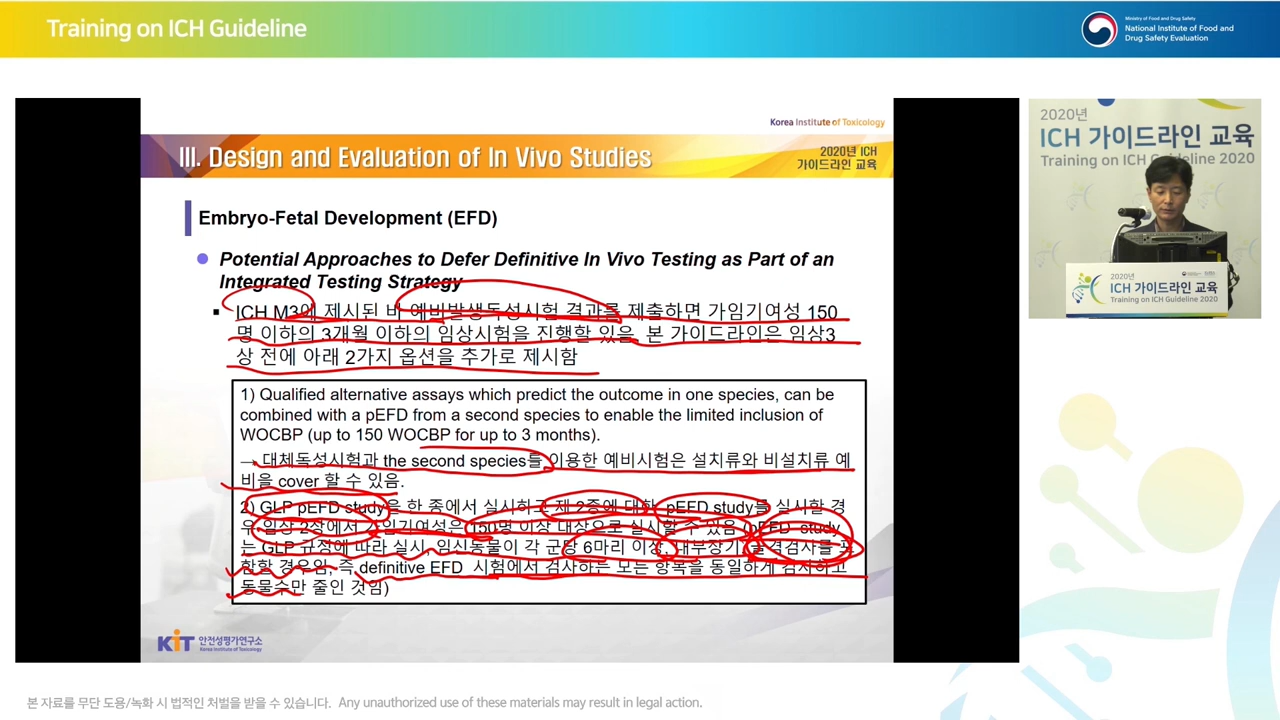 Training on ICH Guideline
Ministry of Food and Drug Safety
National Institute of Food and
Drug Safety Evaluation
Korea Institute of Toxicology
III. Design and Evaluation of In Vivo Studies
2020년 ICH
가이드라인 교육
Embryo-Fetal Development (EFD)
Potential Approaches to Defer Definitive In Vivo Testing as Part of an
Integrated Testing Strategy
ICH M3에 제시된 바 예비발생독성시험 결과를 제출하면 가임기여성 150
명 이하의 3개월 이하의 임상시험을 진행할 있음. 본 가이드라인은 임상3
상 전에 아래 2가지 옵션을 추가로 제시함
1) Qualified alternative assays which predict the outcome in one species, can be
combined with a pEFD from a second species to enable the limited inclusion of
WOCBP (up to 150 WOCBP for up to 3 months).
→ 대체독성시험과 the second species를 이용한 예비시험은 설치류와 비설치류 예
비을 cover 할 수 있음.
2) GLP pEFD study을 한 종에서 실시하고 제 2종에 대한 pEFD study를 실시할 경
우 임상 2상에서 가임기여성은 150명 이상 대상으로 실시할 수 있음 (pEFD study
는 GLP 규정에 따라 실시, 임신동물이 각 군당 6마리 이상, 내부장기, 골격검사를 포
함할 경우임, 즉 definitive EFD 시험에서 검사하는 모든 항목을 동일하게 검사하고
동물수만 줄인 것임)
KIT 안전성평가연구소
Korea Institute of Toxicology
2020년
ICH 가이드라인 교육
Training on ICH Guideline 2020
2020년
ICH 가이드라인 교육
Training on ICH Guideline 2020
본 자료를 무단 도용/녹화 시 법적인 처벌을 받을 수 있습니다. Any unauthorized use of these materials may result in legal action.